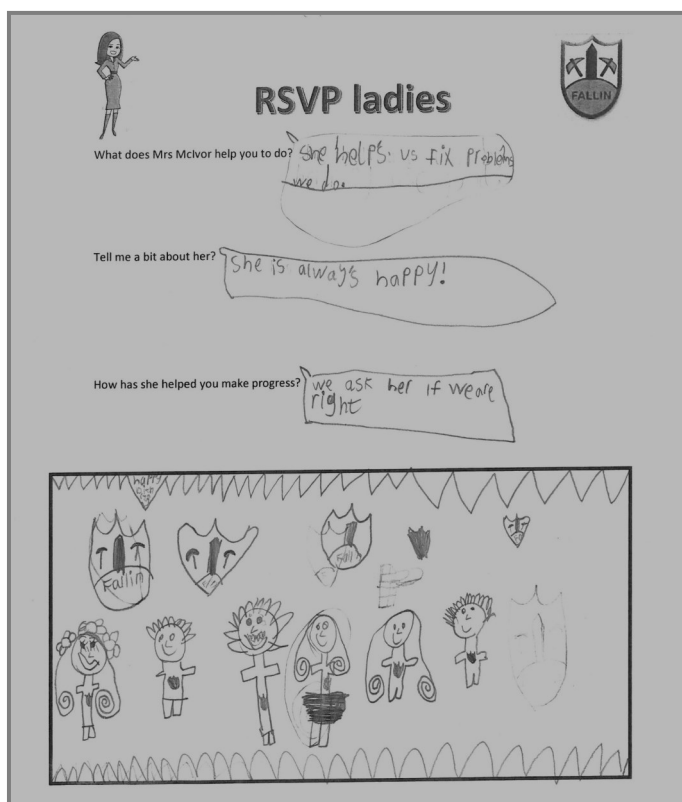 FALLIN
RSVP ladies
What does Mrs McIvor help you to do?
she helps. us fix problems
we do.
Tell me a bit about her?
she is always happy!
How has she helped you make progress?
we ask her if we are
right
happy
Fallin
Fallin